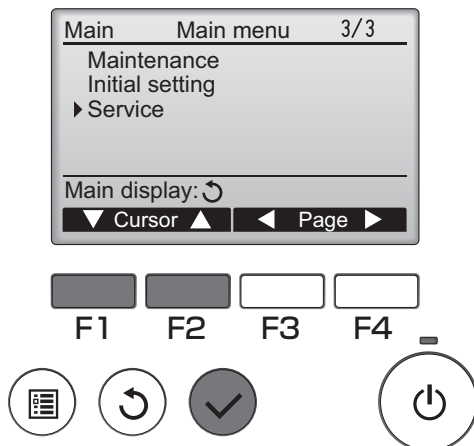 Main Main menu 3/3
Maintenance
Initial setting
Service
Main display:
Cursor Page
F1 F2 F3 F4